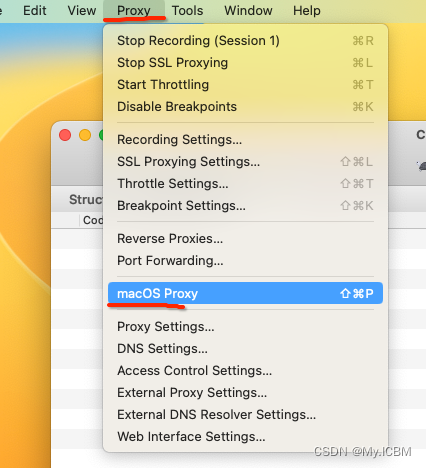 Edit View Proxy Tools Window Help
Stop Recording (Session 1) ⌘R
Stop SSL Proxying ⌘L
Start Throttling ⌘T
Disable Breakpoints ⌘K
Recording Settings...
SSL Proxying Settings... ⇧⌘L
Throttle Settings... ⇧⌘T
Breakpoint Settings... ⇧⌘K
Reverse Proxies...
Port Forwarding...
macOS Proxy ⇧⌘P
Proxy Settings...
DNS Settings...
Access Control Settings...
External Proxy Settings...
External DNS Resolver Settings...
Web Interface Settings...
CSDN @My.ICBM